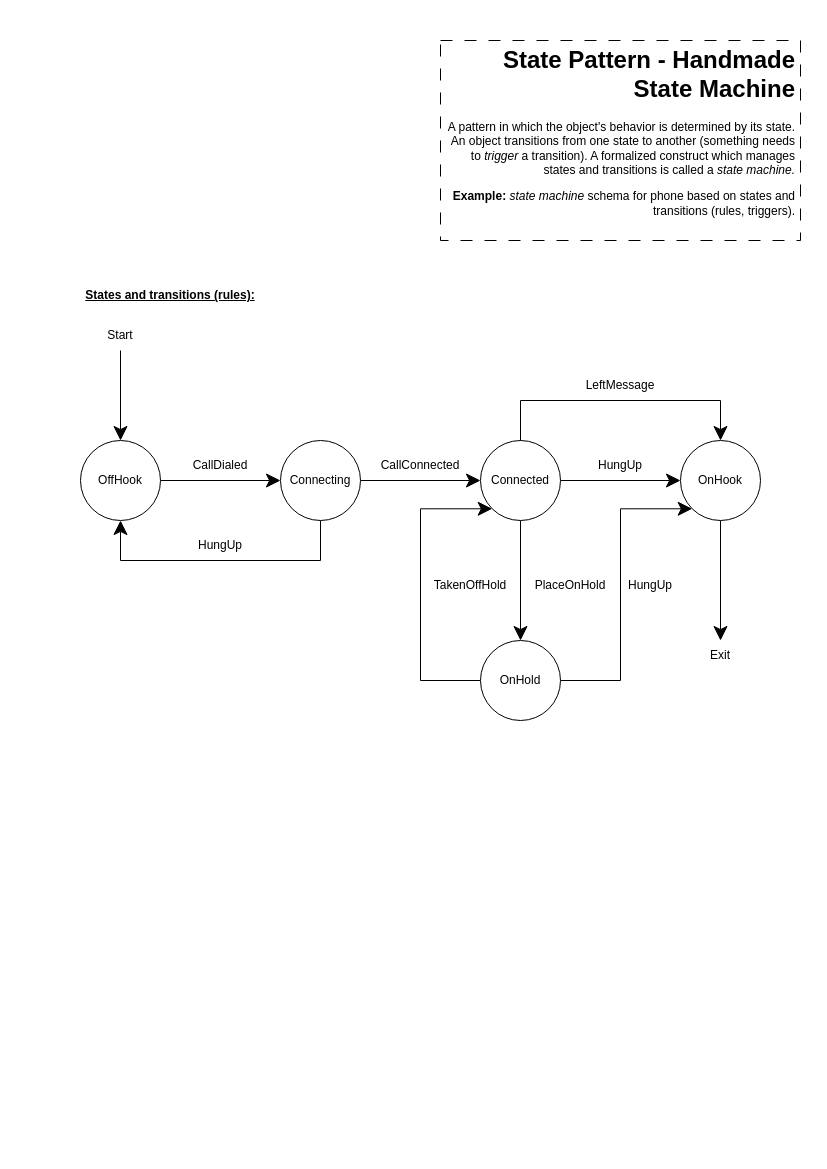 State Pattern - Handmade
State Machine
A pattern in which the object's behavior is determined by its state.
An object transitions from one state to another (something needs
to trigger a transition). A formalized construct which manages
states and transitions is called a state machine.
Example: state machine schema for phone based on states and
transitions (rules, triggers).
States and transitions (rules):
Start
LeftMessage
CallDialed
CallConnected
HungUp
OffHook
Connecting
Connected
OnHook
HungUp
TakenOffHold
PlaceOnHold
HungUp
Exit
OnHold